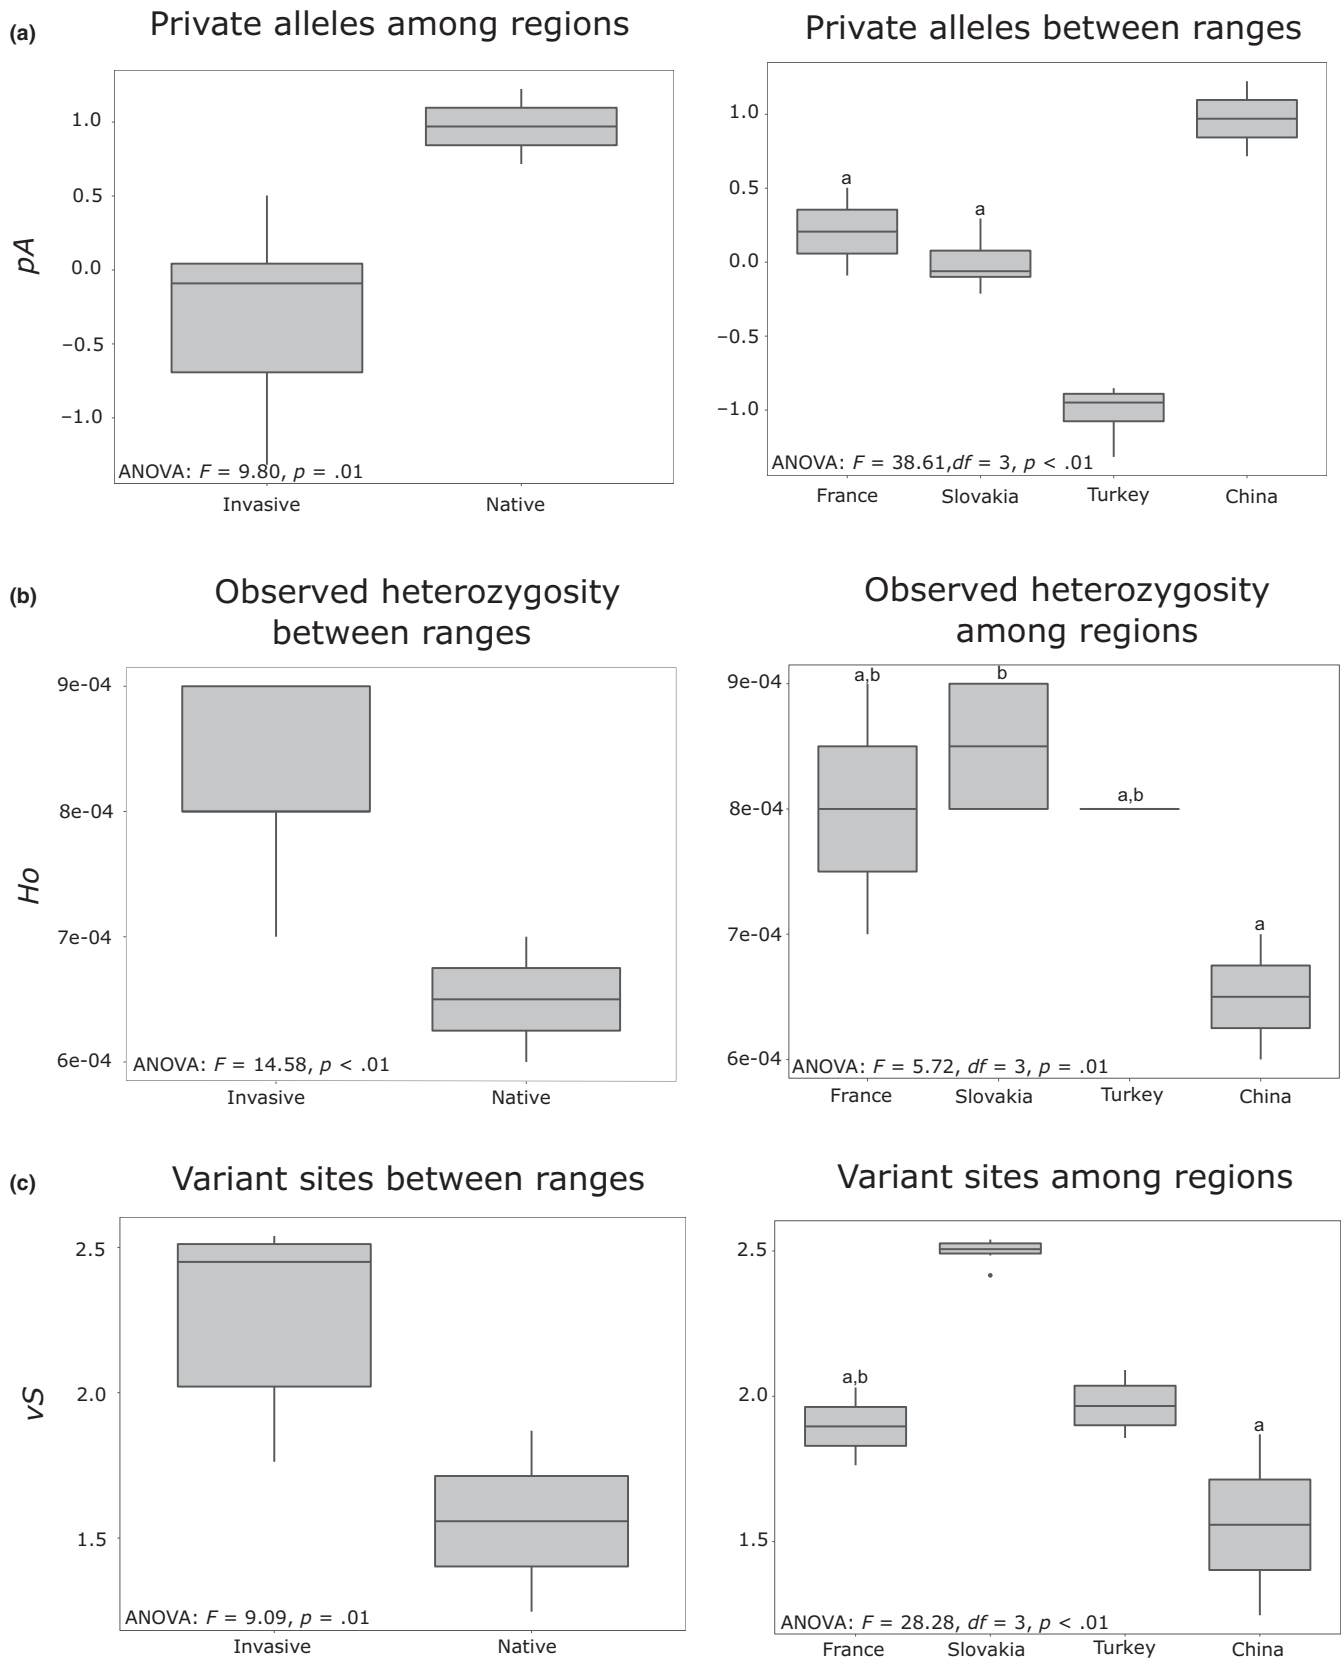 (a)
Private alleles among regions
pA
1.0
0.5
0.0
−0.5
−1.0
ANOVA: F = 9.80, p = .01
Invasive
Native
Private alleles between ranges
1.0
0.5
0.0
−0.5
−1.0
a
a
ANOVA: F = 38.61,df = 3, p < .01
France
Slovakia
Turkey
China
(b)
Observed heterozygosity
between ranges
Ho
9e-04
8e-04
7e-04
6e-04
ANOVA: F = 14.58, p < .01
Invasive
Native
Observed heterozygosity
among regions
9e-04
8e-04
7e-04
6e-04
a,b
b
a,b
a
ANOVA: F = 5.72, df = 3, p = .01
France
Slovakia
Turkey
China
(c)
Variant sites between ranges
vS
2.5
2.0
1.5
ANOVA: F = 9.09, p = .01
Invasive
Native
Variant sites among regions
2.5
2.0
1.5
a,b
a
ANOVA: F = 28.28, df = 3, p < .01
France
Slovakia
Turkey
China